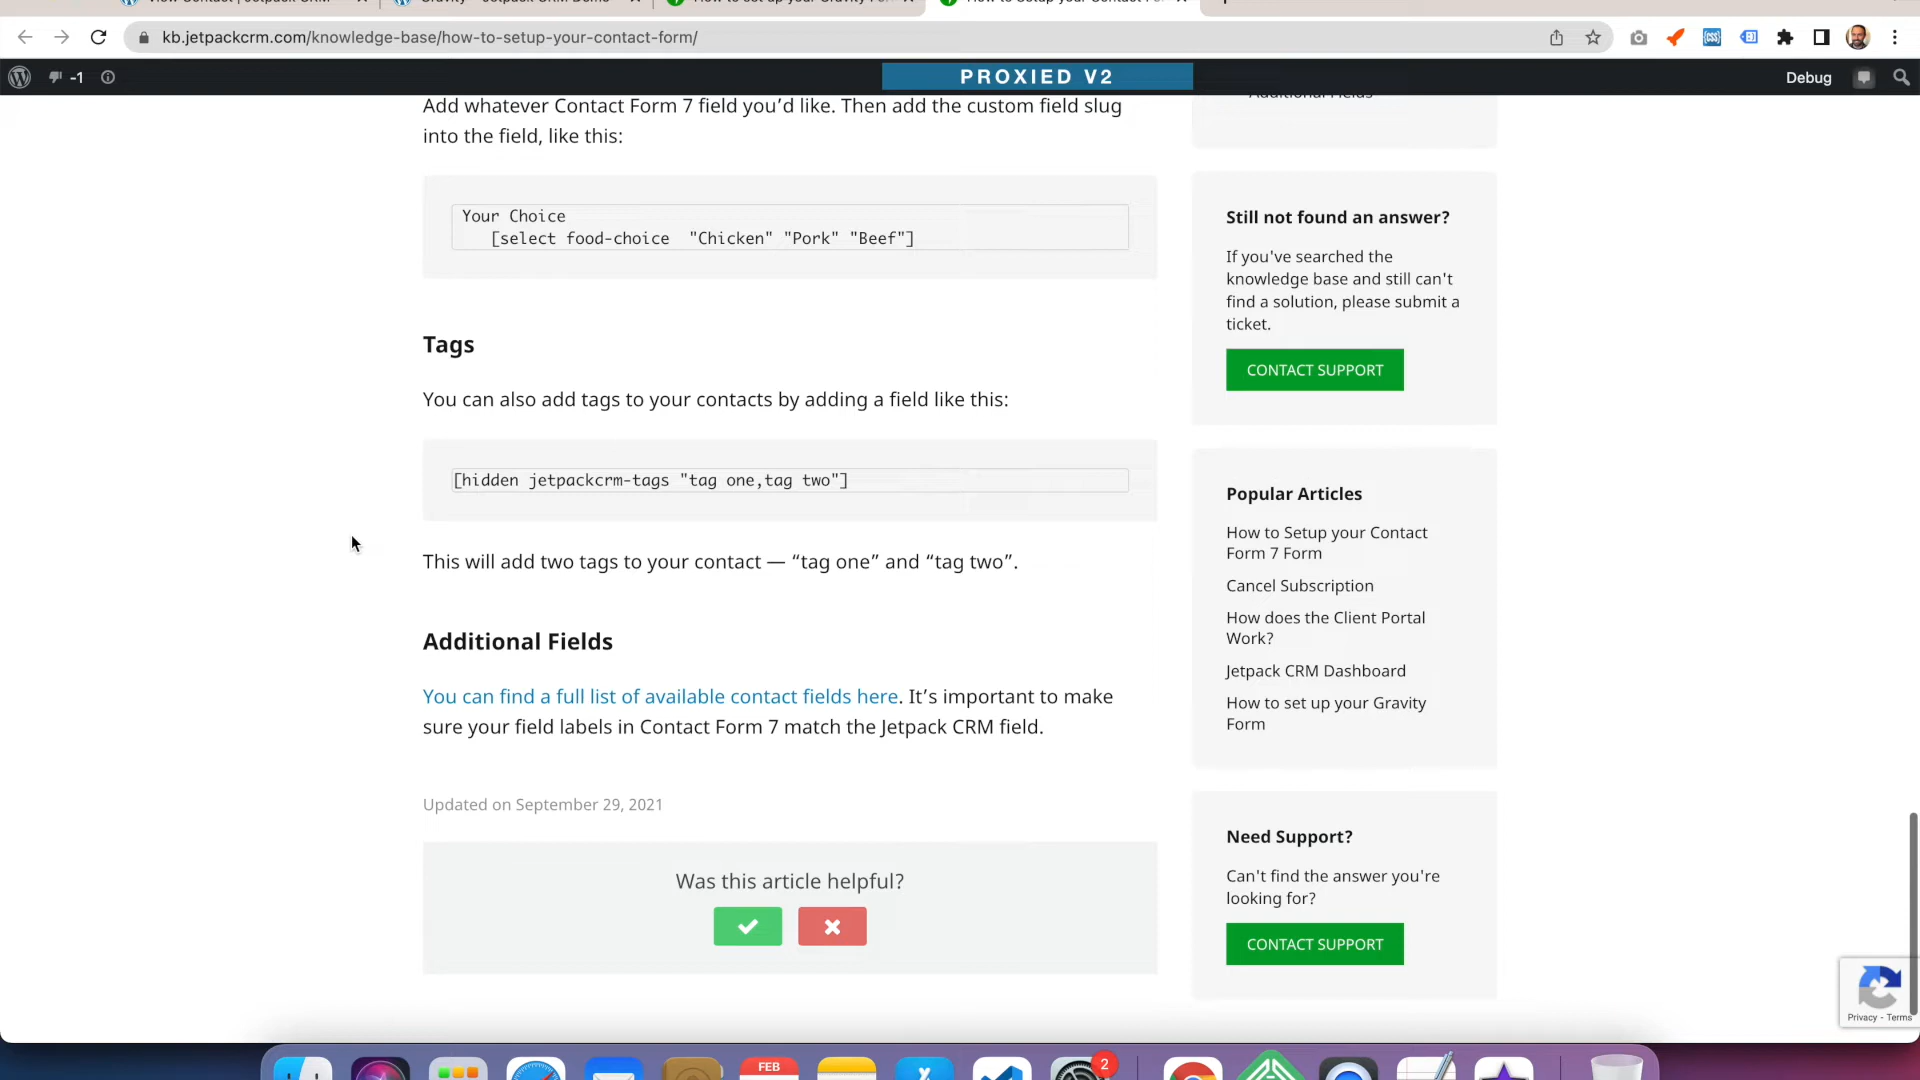 kb.jetpackcrm.com/knowledge-base/how-to-setup-your-contact-form/
-1
PROXIED V2
Debug
Add whatever Contact Form 7 field you’d like. Then add the custom field slug
into the field, like this:
Your Choice
[select food-choice "Chicken" "Pork" "Beef"]
Tags
You can also add tags to your contacts by adding a field like this:
[hidden jetpackcrm-tags "tag one,tag two"]
This will add two tags to your contact — “tag one” and “tag two”.
Additional Fields
You can find a full list of available contact fields here. It’s important to make
sure your field labels in Contact Form 7 match the Jetpack CRM field.
Updated on September 29, 2021
Was this article helpful?
Additional Fields
Still not found an answer?
If you've searched the
knowledge base and still can't
find a solution, please submit a
ticket.
CONTACT SUPPORT
Popular Articles
How to Setup your Contact
Form 7 Form
Cancel Subscription
How does the Client Portal
Work?
Jetpack CRM Dashboard
How to set up your Gravity
Form
Need Support?
Can't find the answer you're
looking for?
CONTACT SUPPORT
Privacy - Terms
FEB
2